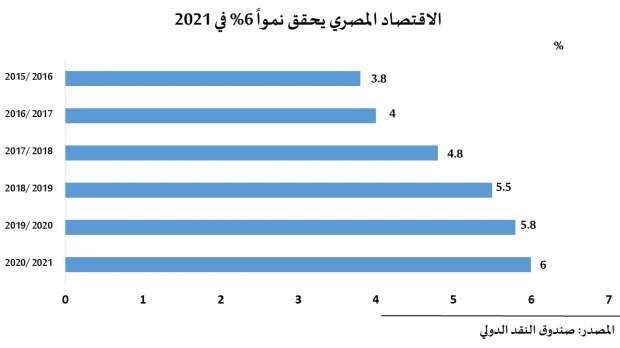 الاقتصاد المصري يحقق نمواً 6% في 2021
%
2015/ 2016 3.8
2016/ 2017 4
2017/ 2018 4.8
2018/ 2019 5.5
2019/ 2020 5.8
2020/ 2021 6
0 1 2 3 4 5 6 7
المصدر: صندوق النقد الدولي